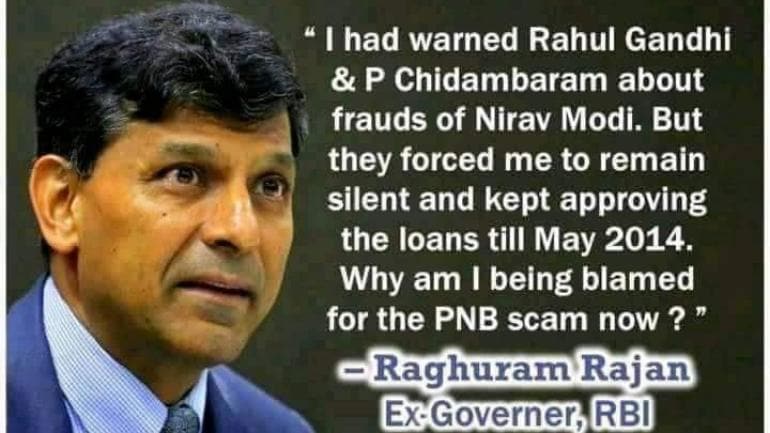 “ I had warned Rahul Gandhi
& P Chidambaram about
frauds of Nirav Modi. But
they forced me to remain
silent and kept approving
the loans till May 2014.
Why am I being blamed
for the PNB scam now ? ”
– Raghuram Rajan
Ex-Governer, RBI